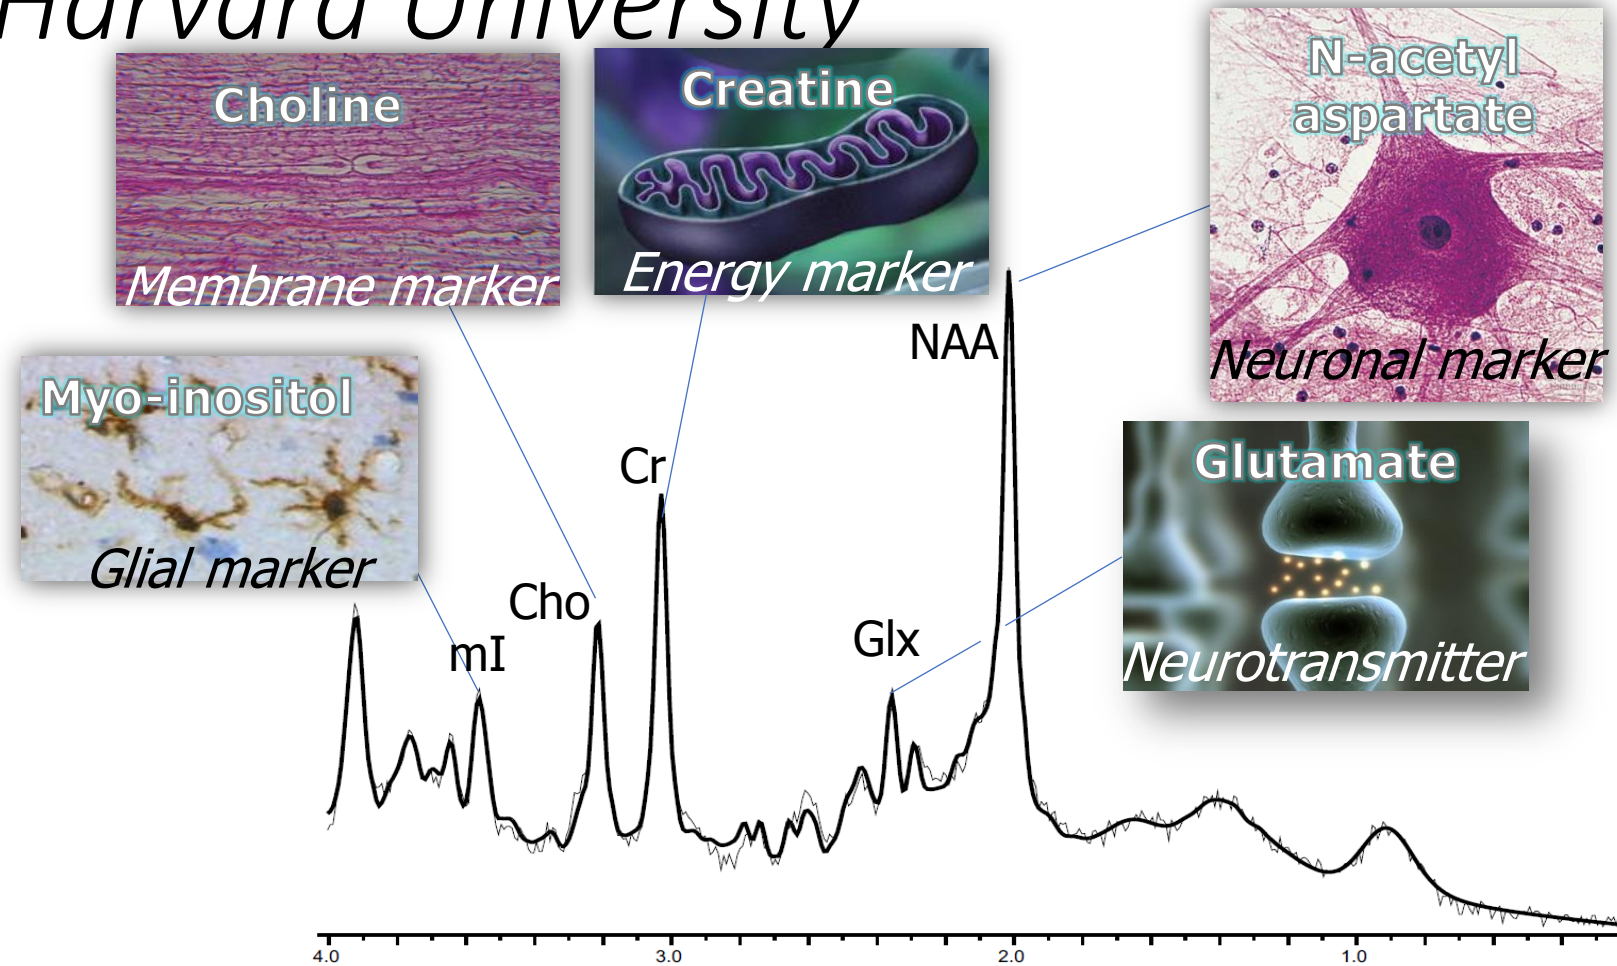 Harvard University
Choline
Membrane marker
Creatine
Energy marker
N-acetyl
aspartate
Neuronal marker
Myo-inositol
Glial marker
Glutamate
Neurotransmitter
NAA
Cr
Cho
mI
Glx
4.0
3.0
2.0
1.0